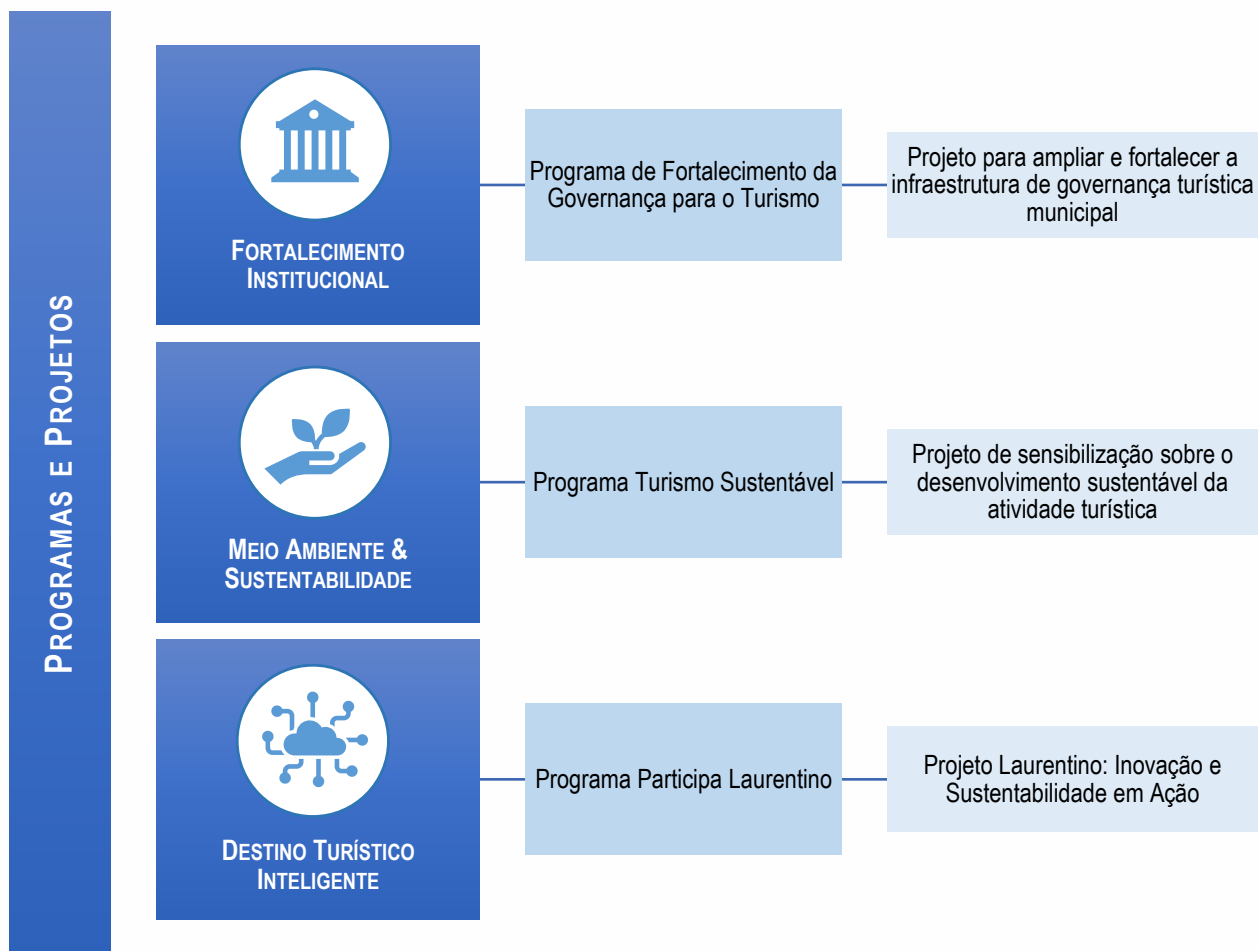 PROGRAMAS E PROJETOS
FORTALECIMENTO
INSTITUCIONAL
Programa de Fortalecimento da
Governança para o Turismo
Projeto para ampliar e fortalecer a
infraestrutura de governança turística
municipal
MEIO AMBIENTE &
SUSTENTABILIDADE
Programa Turismo Sustentável
Projeto de sensibilização sobre o
desenvolvimento sustentável da
atividade turística
DESTINO TURÍSTICO
INTELIGENTE
Programa Participa Laurentino
Projeto Laurentino: Inovação e
Sustentabilidade em Ação